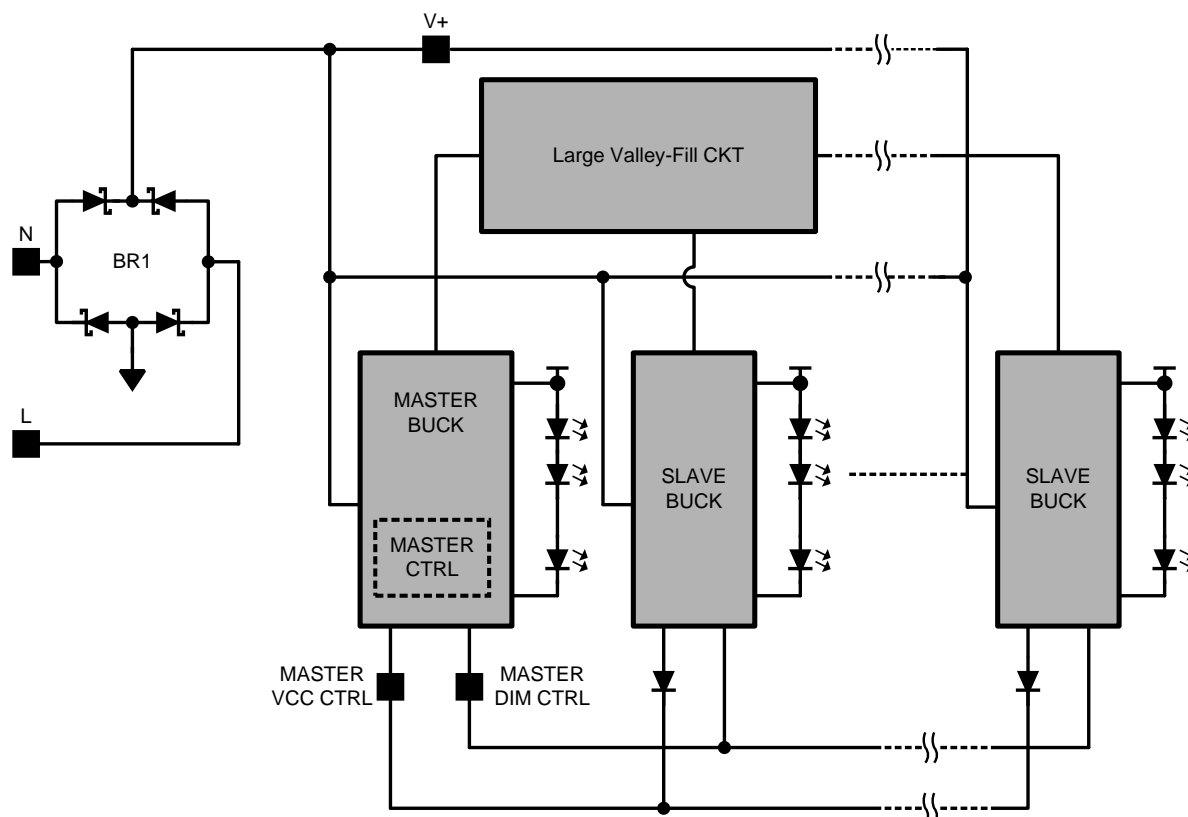 V+
Large Valley-Fill CKT
N
BR1
L
MASTER
BUCK
MASTER
CTRL
SLAVE
BUCK
SLAVE
BUCK
MASTER
VCC CTRL
MASTER
DIM CTRL